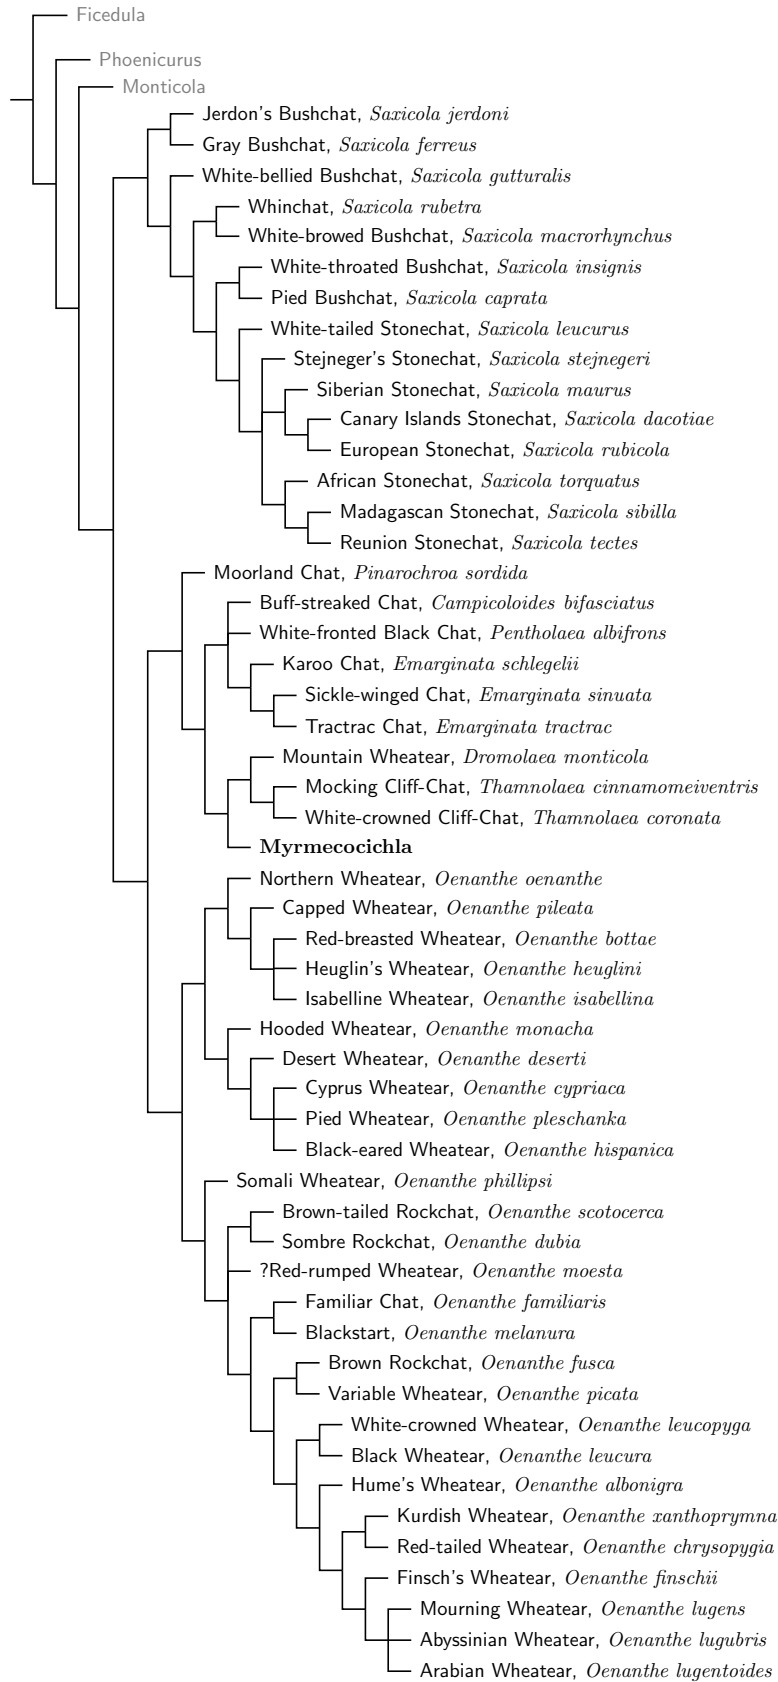 Ficedula
Phoenicurus
Monticola
Jerdon's Bushchat, Saxicola jerdoni
Gray Bushchat, Saxicola ferreus
White-bellied Bushchat, Saxicola gutturalis
Whinchat, Saxicola rubetra
White-browed Bushchat, Saxicola macrorhynchus
White-throated Bushchat, Saxicola insignis
Pied Bushchat, Saxicola caprata
White-tailed Stonechat, Saxicola leucurus
Stejneger's Stonechat, Saxicola stejnegeri
Siberian Stonechat, Saxicola maurus
Canary Islands Stonechat, Saxicola dacotiae
European Stonechat, Saxicola rubicola
African Stonechat, Saxicola torquatus
Madagascan Stonechat, Saxicola sibilla
Reunion Stonechat, Saxicola tectes
Moorland Chat, Pinarochroa sordida
Buff-streaked Chat, Campicoloides bifasciatus
White-fronted Black Chat, Pentholaea albifrons
Karoo Chat, Emarginata schlegelii
Sickle-winged Chat, Emarginata sinuata
Tractrac Chat, Emarginata tractrac
Mountain Wheatear, Dromolaea monticola
Mocking Cliff-Chat, Thamnolaea cinnamomeiventris
White-crowned Cliff-Chat, Thamnolaea coronata
Myrmecocichla
Northern Wheatear, Oenanthe oenanthe
Capped Wheatear, Oenanthe pileata
Red-breasted Wheatear, Oenanthe bottae
Heuglin's Wheatear, Oenanthe heuglini
Isabelline Wheatear, Oenanthe isabellina
Hooded Wheatear, Oenanthe monacha
Desert Wheatear, Oenanthe deserti
Cyprus Wheatear, Oenanthe cypriaca
Pied Wheatear, Oenanthe pleschanka
Black-eared Wheatear, Oenanthe hispanica
Somali Wheatear, Oenanthe phillipsi
Brown-tailed Rockchat, Oenanthe scotocerca
Sombre Rockchat, Oenanthe dubia
?Red-rumped Wheatear, Oenanthe moesta
Familiar Chat, Oenanthe familiaris
Blackstart, Oenanthe melanura
Brown Rockchat, Oenanthe fusca
Variable Wheatear, Oenanthe picata
White-crowned Wheatear, Oenanthe leucopyga
Black Wheatear, Oenanthe leucura
Hume's Wheatear, Oenanthe albonigra
Kurdish Wheatear, Oenanthe xanthoprymna
Red-tailed Wheatear, Oenanthe chrysopygia
Finsch's Wheatear, Oenanthe finschii
Mourning Wheatear, Oenanthe lugens
Abyssinian Wheatear, Oenanthe lugubris
Arabian Wheatear, Oenanthe lugentoides